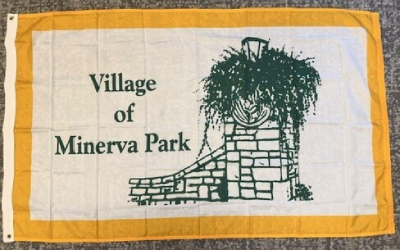 Village
of
Minerva Park